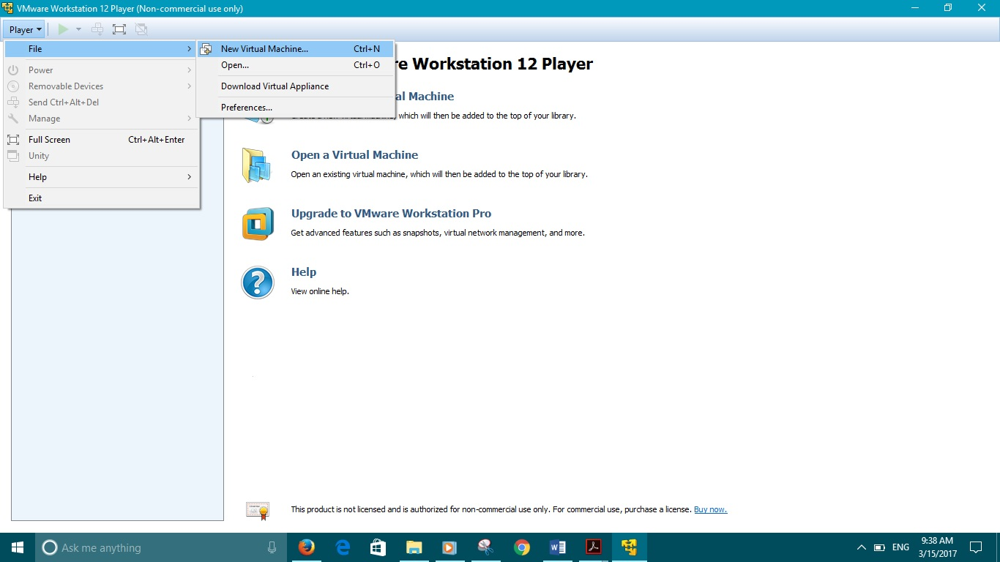 VMware Workstation 12 Player (Non-commercial use only)
Player
File
New Virtual Machine... Ctrl+N
Open... Ctrl+O
Download Virtual Appliance
Preferences...
Power
Removable Devices
Send Ctrl+Alt+Del
Manage
Full Screen Ctrl+Alt+Enter
Unity
Help
Exit
e Workstation 12 Player
al Machine
which will then be added to the top of your library.
Open a Virtual Machine
Open an existing virtual machine, which will then be added to the top of your library.
Upgrade to VMware Workstation Pro
Get advanced features such as snapshots, virtual network management, and more.
Help
View online help.
This product is not licensed and is authorized for non-commercial use only. For commercial use, purchase a license. Buy now.
Ask me anything
ENG
9:38 AM
3/15/2017